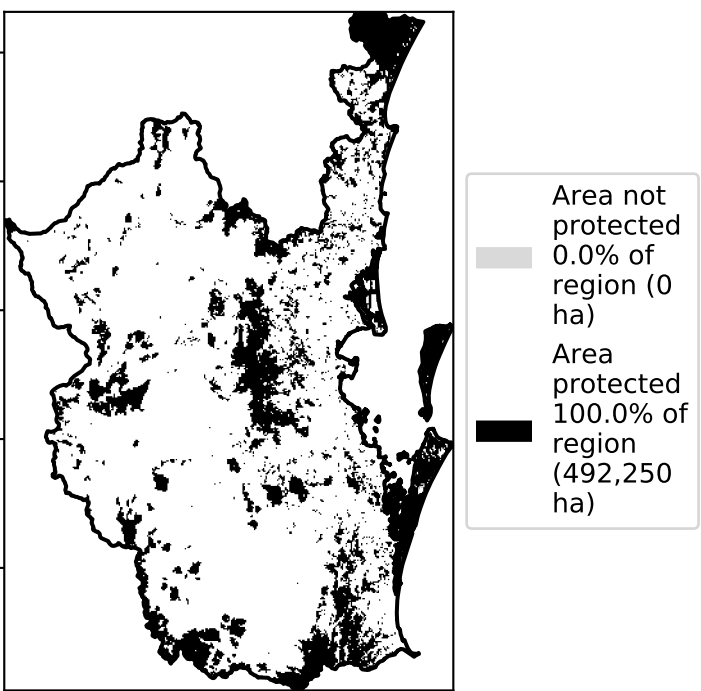 Area not
protected
0.0% of
region (0
ha)
Area
protected
100.0% of
region
(492,250
ha)